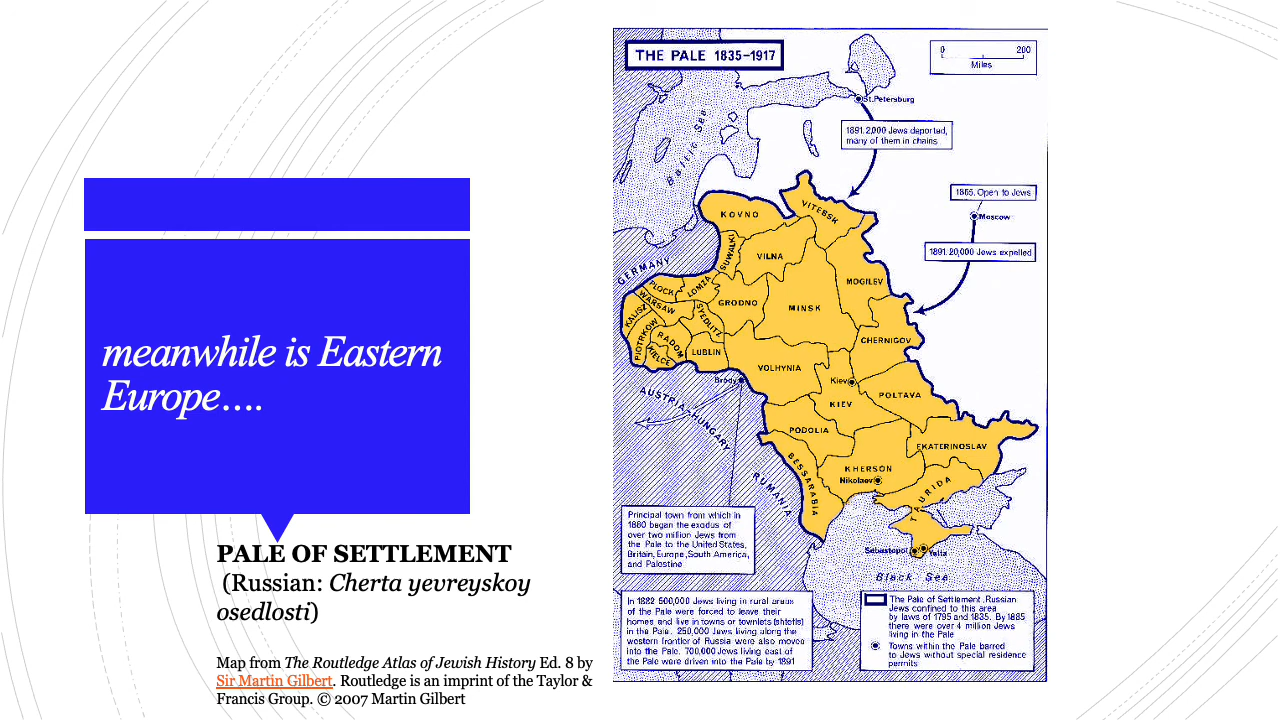 meanwhile is Eastern
Europe….
PALE OF SETTLEMENT
(Russian: Cherta yevreyskoy
osedlosti)
Map from The Routledge Atlas of Jewish History Ed. 8 by
Sir Martin Gilbert. Routledge is an imprint of the Taylor &
Francis Group. © 2007 Martin Gilbert
THE PALE 1835–1917
0 200
Miles
St. Petersburg
Baltic Sea
1891.2,000 Jews deported,
many of them in chains
1865. Open to Jews
Moscow
1891.20,000 Jews expelled
GERMANY
KOVNO
VITEBSK
SUWALKI
VILNA
MOGILEV
PLOCK
LOMZA
WARSAW
KALISZ
GRODNO
MINSK
SYEDLITZ
PIOTRKOW
RADOM
KIELCE
LUBLIN
CHERNIGOV
VOLHYNIA
Brody
Kiev
KIEV
POLTAVA
AUSTRIA-HUNGARY
PODOLIA
EKATERINOSLAV
BESSARABIA
KHERSON
Nikolaev
TAURIDA
RUMANIA
Sebastopol
Yalta
Black Sea
Principal town from which in
1880 began the exodus of
over two million Jews from
the Pale to the United States,
Britain, Europe, South America,
and Palestine
In 1882 500,000 Jews living in rural areas
of the Pale were forced to leave their
homes and live in towns or townlets (shtetls)
in the Pale. 250,000 Jews living along the
western frontier of Russia were also moved
into the Pale. 700,000 Jews living east of
the Pale were driven into the Pale by 1891
The Pale of Settlement. Russian
Jews confined to this area
by laws of 1795 and 1835. By 1885
there were over 4 million Jews
living in the Pale
Towns within the Pale barred
to Jews without special residence
permits